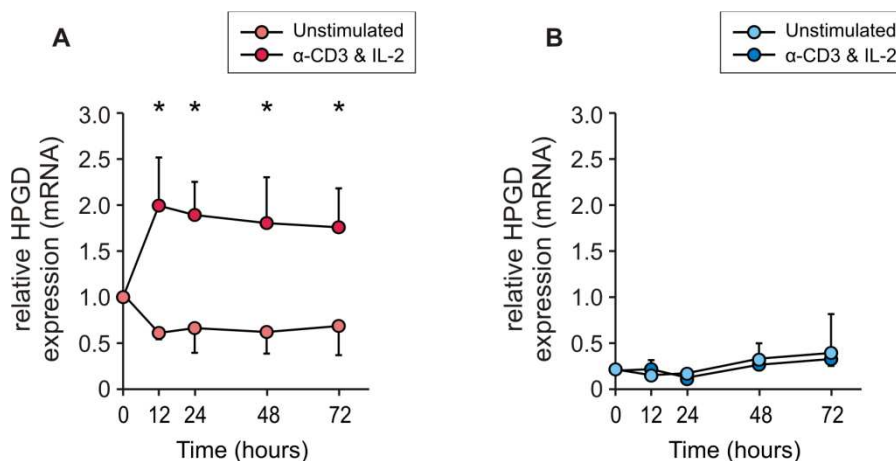 A
Unstimulated
α-CD3 & IL-2
* * * *
3.0
2.5
2.0
1.5
1.0
0.5
0
relative HPGD
expression (mRNA)
0 12 24 48 72
Time (hours)
B
Unstimulated
α-CD3 & IL-2
3.0
2.5
2.0
1.5
1.0
0.5
0
relative HPGD
expression (mRNA)
0 12 24 48 72
Time (hours)